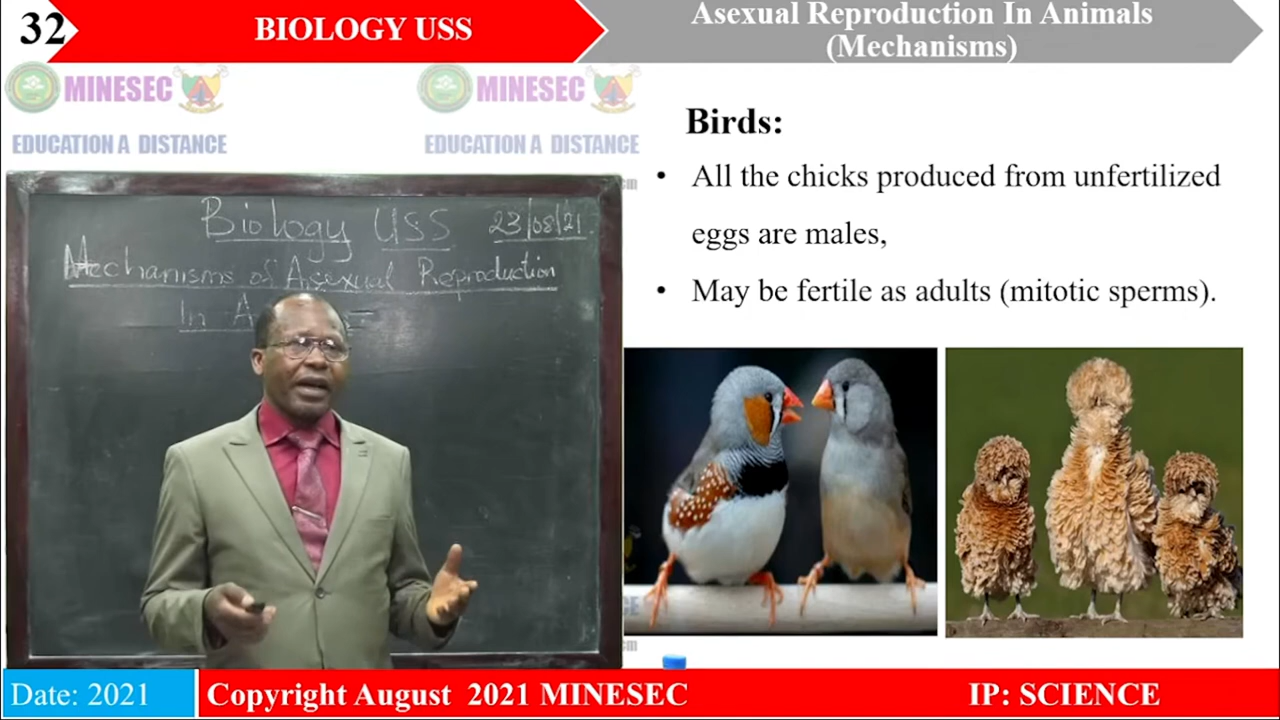 32
BIOLOGY USS
Asexual Reproduction In Animals
(Mechanisms)
MINESEC
MINESEC
EDUCATION A DISTANCE
EDUCATION A DISTANCE
Biology USS 23/08/21
Mechanisms of Asexual Reproduction
In A
Birds:
• All the chicks produced from unfertilized
eggs are males,
• May be fertile as adults (mitotic sperms).
Date: 2021
Copyright August 2021 MINESEC
IP: SCIENCE